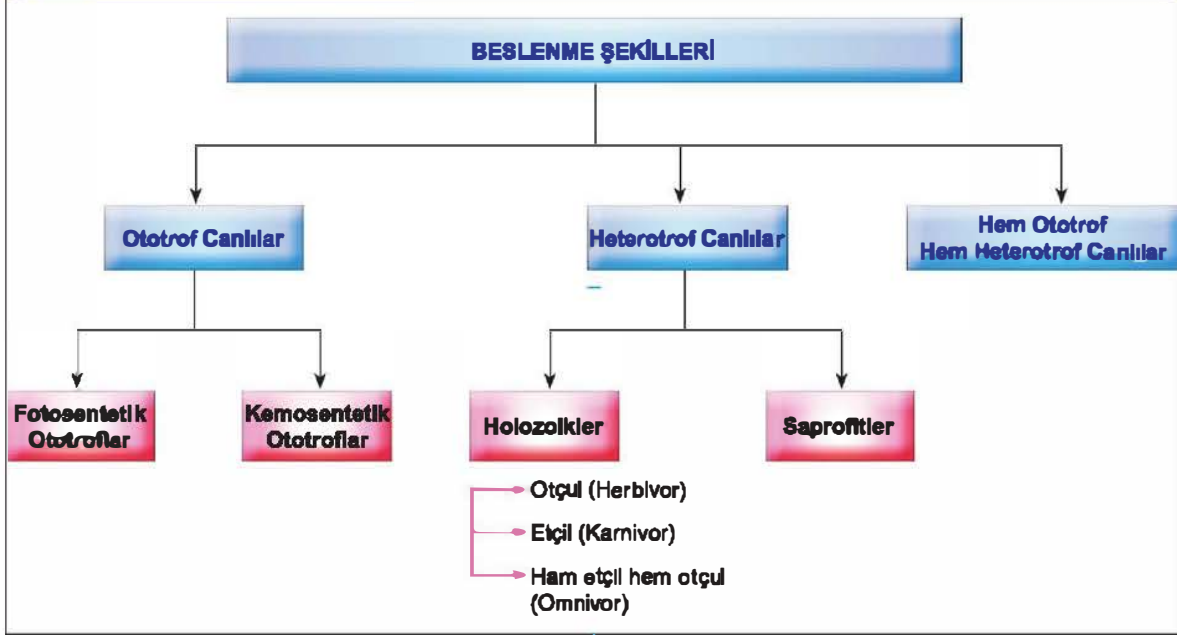 BESLENME ŞEKİLLERİ
Ototrof Canlılar
Heterotrof Canlılar
Hem Ototrof
Hem Heterotrof Canlılar
Fotosentetik
Ototroflar
Kemosentetik
Ototroflar
Holozoikler
Saprofitler
Otçul (Herbivor)
Etçil (Karnivor)
Ham etçil hem otçul
(Omnivor)